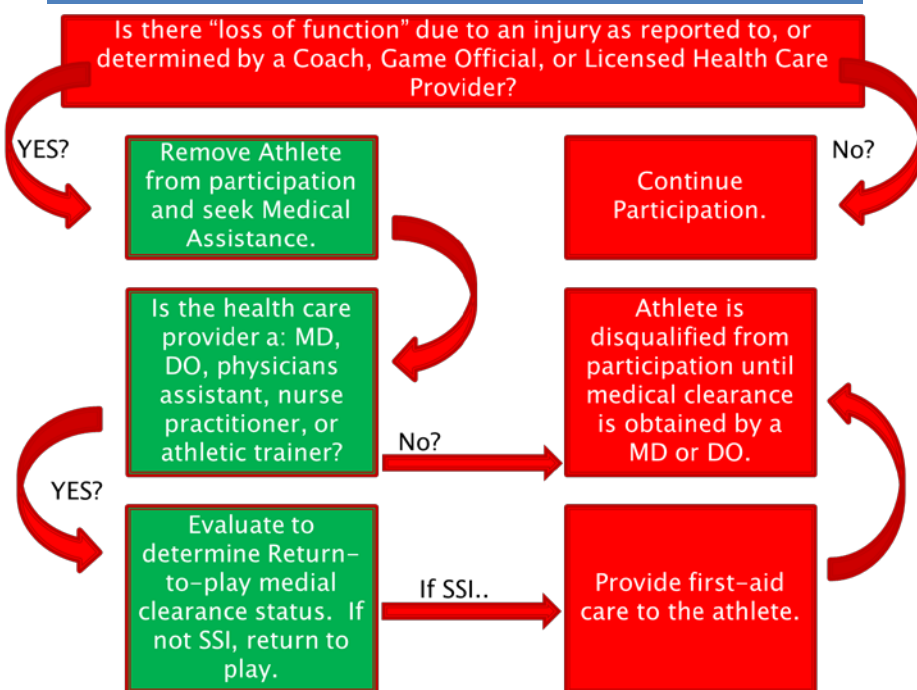 Is there “loss of function” due to an injury as reported to, or
determined by a Coach, Game Official, or Licensed Health Care
Provider?
YES?
No?
Remove Athlete
from participation
and seek Medical
Assistance.
Continue
Participation.
Is the health care
provider a: MD,
DO, physicians
assistant, nurse
practitioner, or
athletic trainer?
No?
Athlete is
disqualified from
participation until
medical clearance
is obtained by a
MD or DO.
YES?
Evaluate to
determine Return-
to-play medial
clearance status. If
not SSI, return to
play.
If SSI..
Provide first-aid
care to the athlete.